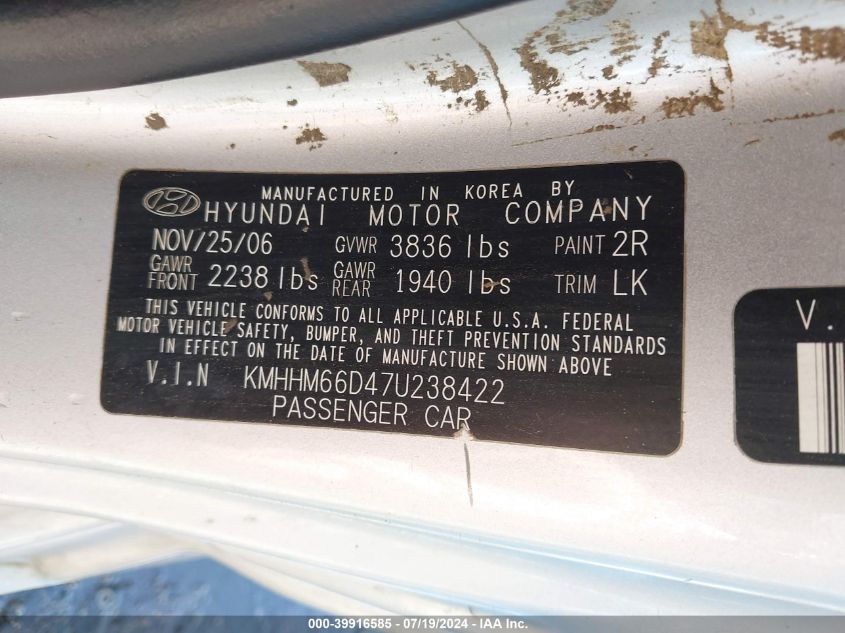 MANUFACTURED IN KOREA BY
HYUNDAI MOTOR COMPANY
NOV/25/06 GVWR 3836 lbs PAINT 2R
GAWR FRONT 2238 lbs GAWR REAR 1940 lbs TRIM LK
THIS VEHICLE CONFORMS TO ALL APPLICABLE U.S.A. FEDERAL
MOTOR VEHICLE SAFETY, BUMPER, AND THEFT PREVENTION STANDARDS
IN EFFECT ON THE DATE OF MANUFACTURE SHOWN ABOVE
V.I.N KMHHM66D47U238422
PASSENGER CAR
V.
000-39916585 - 07/19/2024 - IAA Inc.